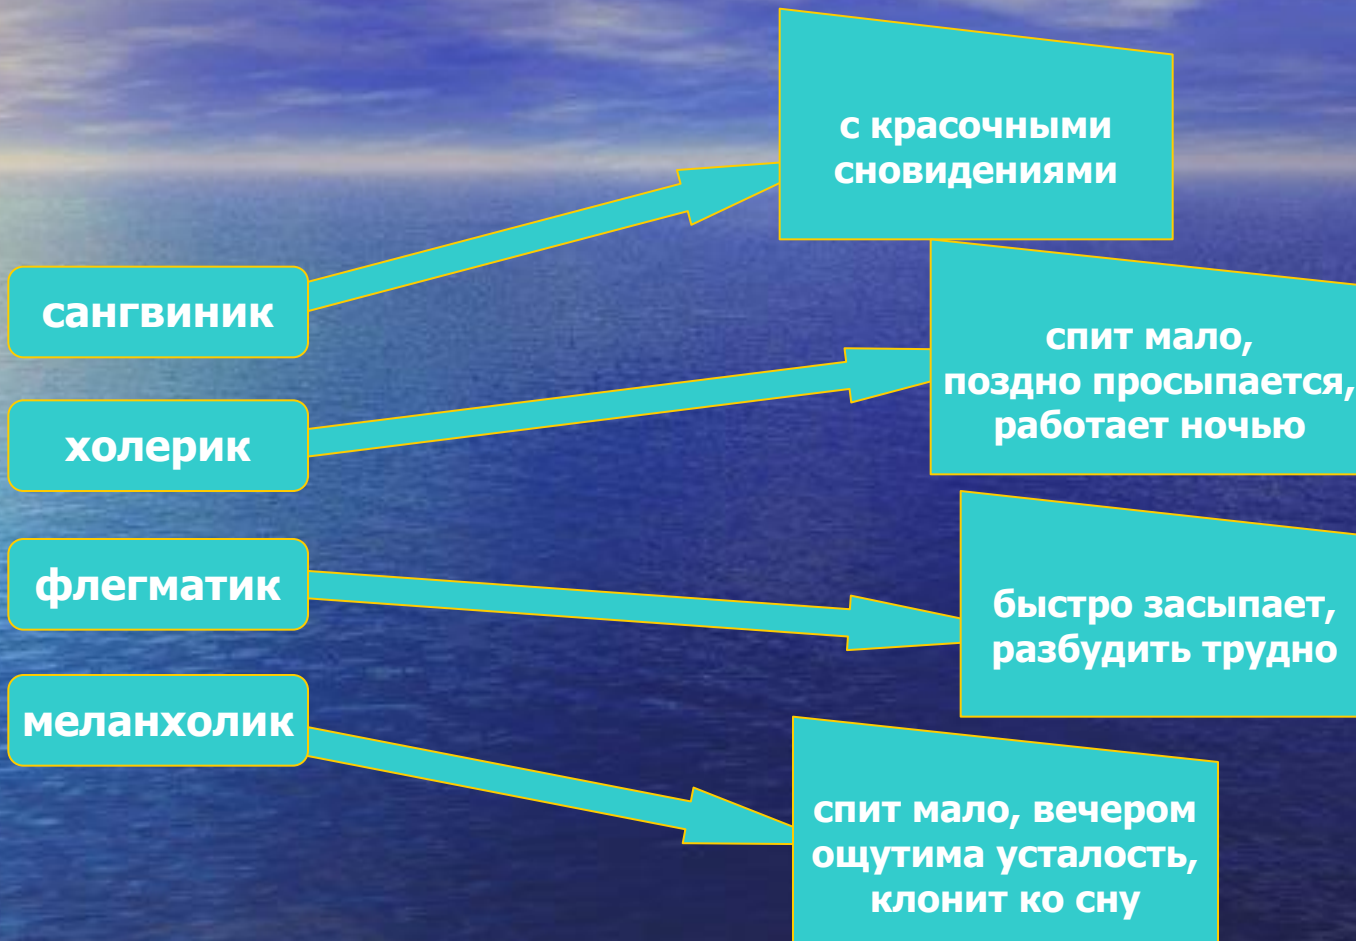 сангвиник
с красочными
сновидениями
холерик
спит мало,
поздно просыпается,
работает ночью
флегматик
быстро засыпает,
разбудить трудно
меланхолик
спит мало, вечером
ощутима усталость,
клонит ко сну